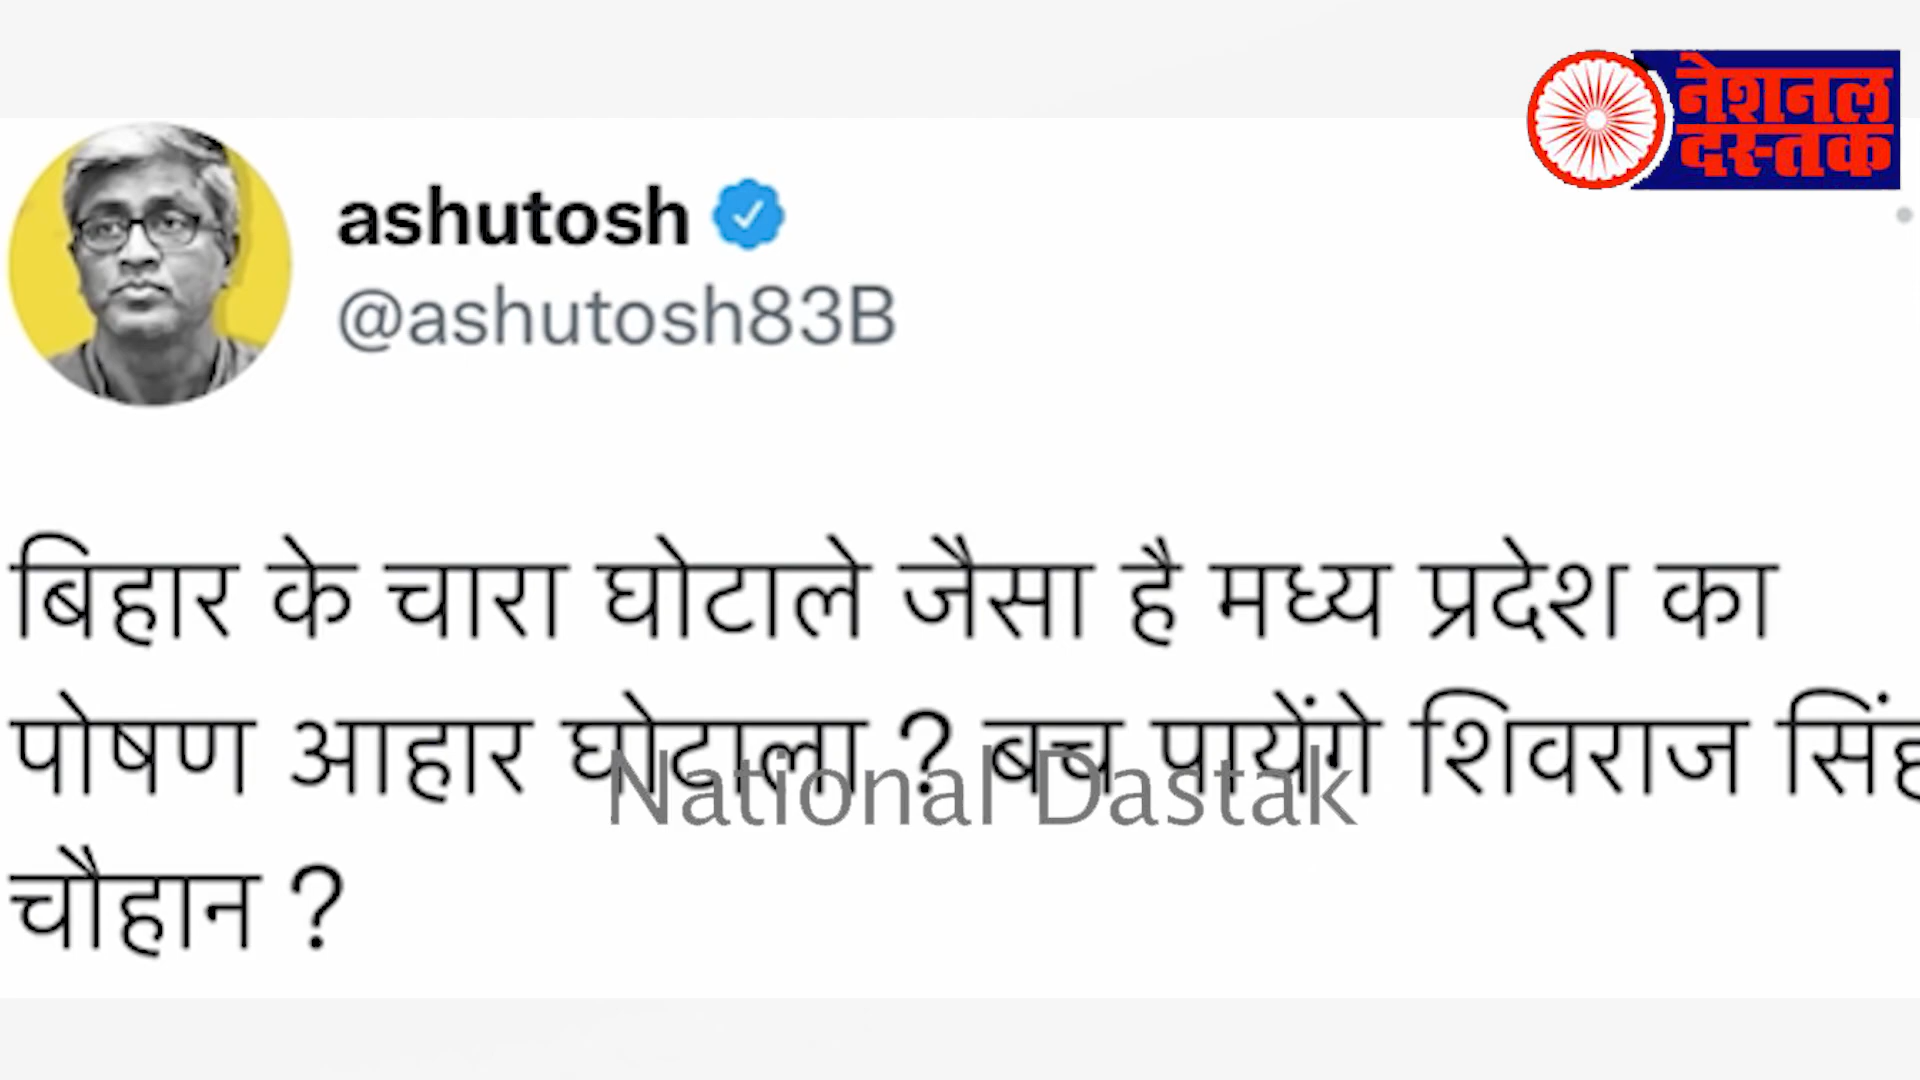 नेशनल
दस्तक
ashutosh
@ashutosh83B
बिहार के चारा घोटाले जैसा है मध्य प्रदेश का
पोषण आहार घोटाला ? बच पायेंगे शिवराज सिंह
चौहान ?
National Dastak